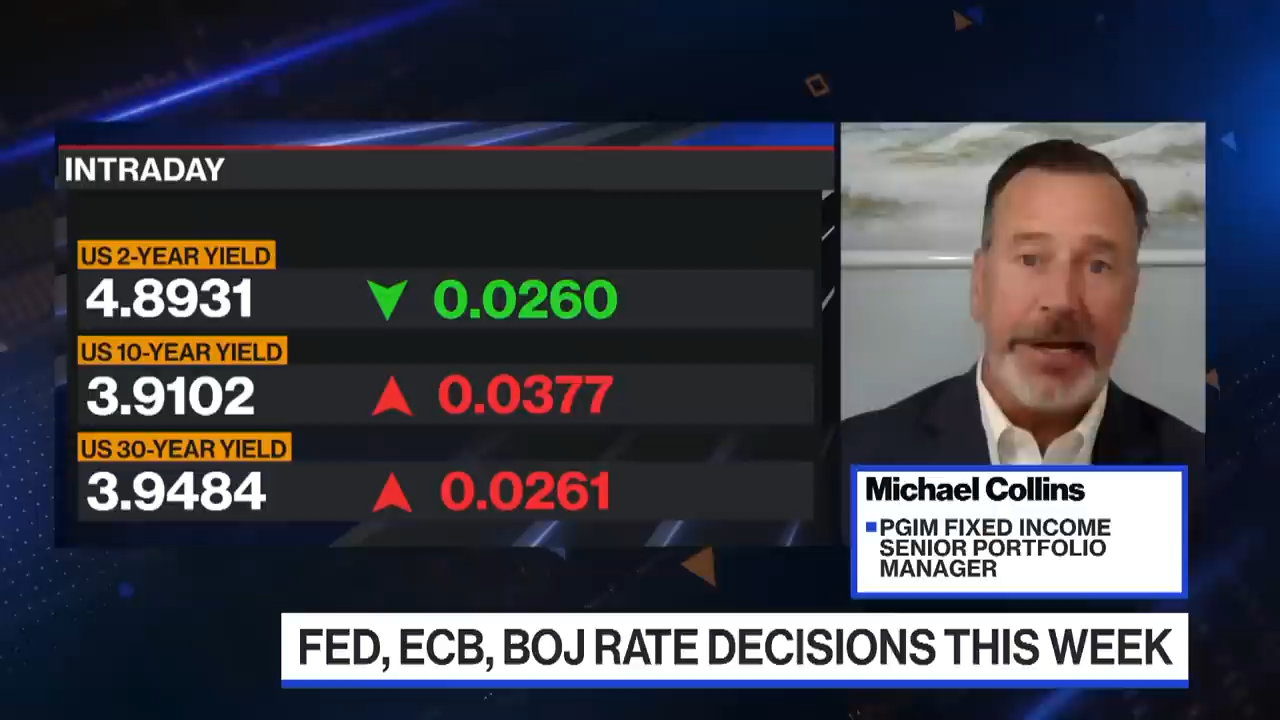 INTRADAY
US 2-YEAR YIELD
4.8931 ▼ 0.0260
US 10-YEAR YIELD
3.9102 ▲ 0.0377
US 30-YEAR YIELD
3.9484 ▲ 0.0261
Michael Collins
PGIM FIXED INCOME
SENIOR PORTFOLIO
MANAGER
FED, ECB, BOJ RATE DECISIONS THIS WEEK